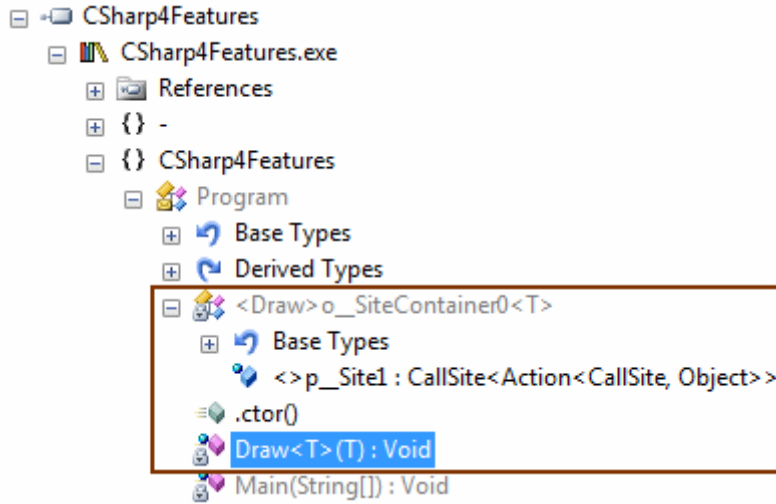 CSharp4Features
CSharp4Features.exe
References
{} -
{} CSharp4Features
Program
Base Types
Derived Types
<Draw>o__SiteContainer0<T>
Base Types
<>p__Site1 : CallSite<Action<CallSite, Object>>
.ctor()
Draw<T>(T) : Void
Main(String[]) : Void